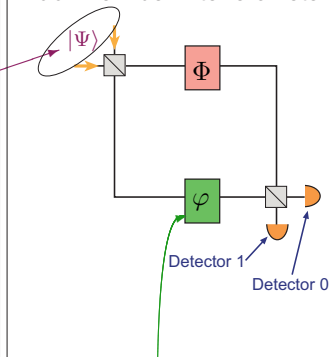 |Ψ⟩
Φ
φ
Detector 1
Detector 0